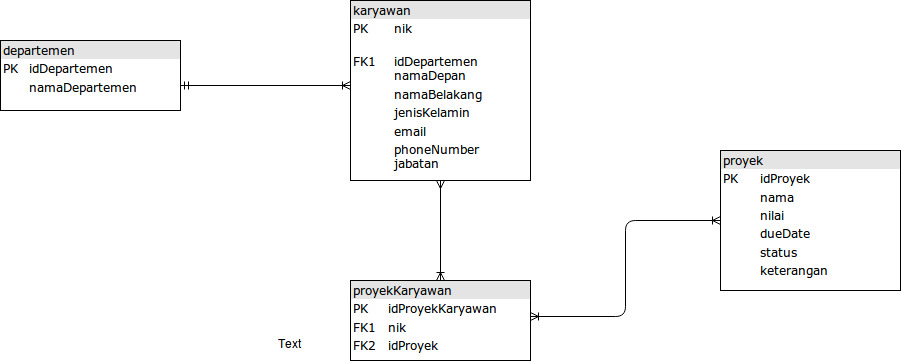 departemen
PK idDepartemen
namaDepartemen
karyawan
PK nik
FK1 idDepartemen
namaDepan
namaBelakang
jenisKelamin
email
phoneNumber
jabatan
proyek
PK idProyek
nama
nilai
dueDate
status
keterangan
proyekKaryawan
PK idProyekKaryawan
FK1 nik
FK2 idProyek
Text